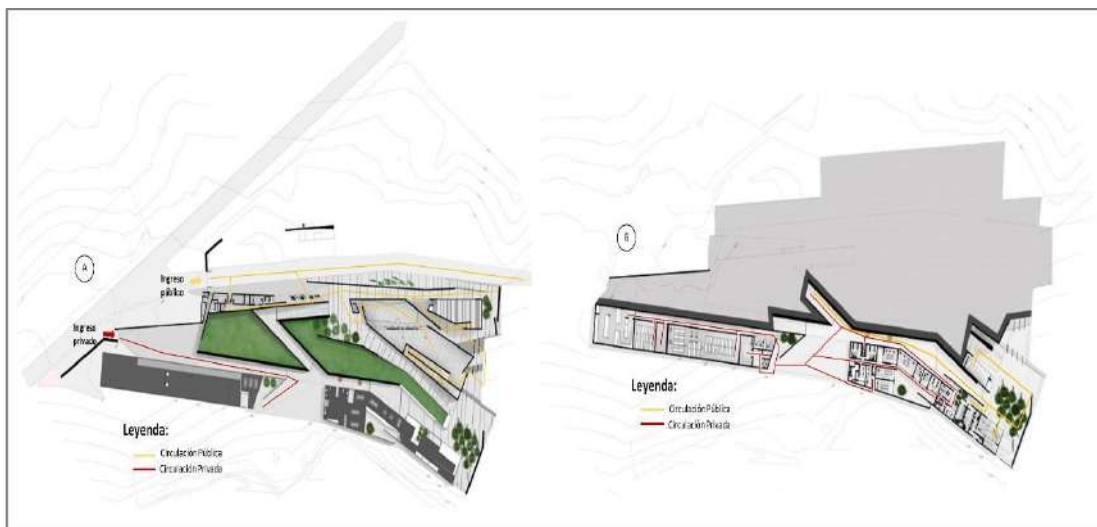 A
Ingreso
público
Ingreso
privado
Leyenda:
Circulación Pública
Circulación Privada
B
Leyenda:
Circulación Pública
Circulación Privada